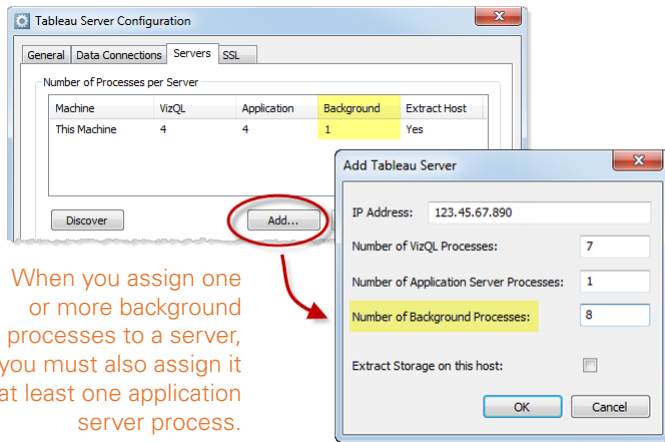 Tableau Server Configuration
General Data Connections Servers SSL
Number of Processes per Server
Machine VizQL Application Background Extract Host
This Machine 4 4 1 Yes
Discover Add...
Add Tableau Server
IP Address: 123.45.67.890
Number of VizQL Processes: 7
Number of Application Server Processes: 1
Number of Background Processes: 8
Extract Storage on this host:
OK Cancel
When you assign one
or more background
processes to a server,
you must also assign it
at least one application
server process.